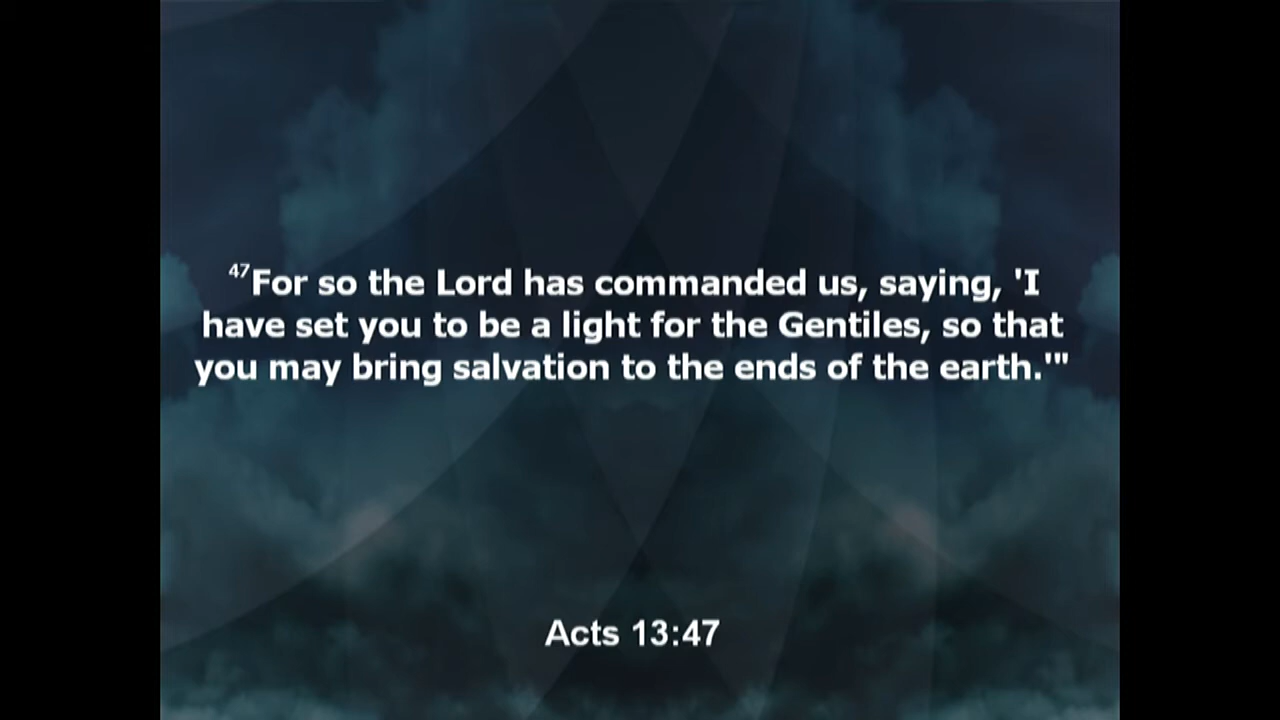 47For so the Lord has commanded us, saying, 'I
have set you to be a light for the Gentiles, so that
you may bring salvation to the ends of the earth.'"
Acts 13:47